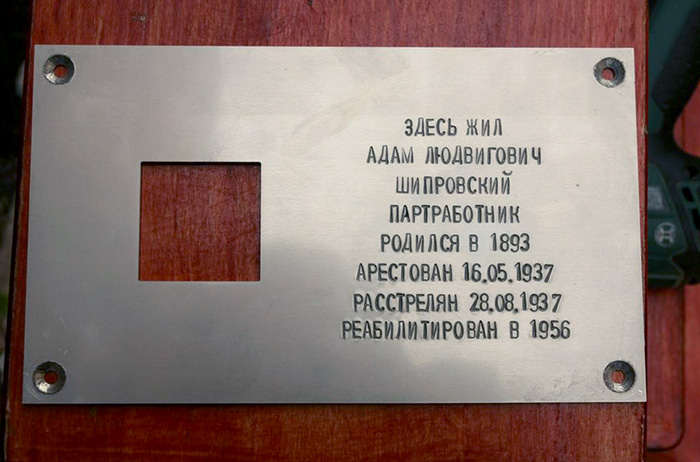 ЗДЕСЬ ЖИЛ
АДАМ ЛЮДВИГОВИЧ
ШИПРОВСКИЙ
ПАРТРАБОТНИК
РОДИЛСЯ В 1893
АРЕСТОВАН 16.05.1937
РАССТРЕЛЯН 28.08.1937
РЕАБИЛИТИРОВАН В 1956